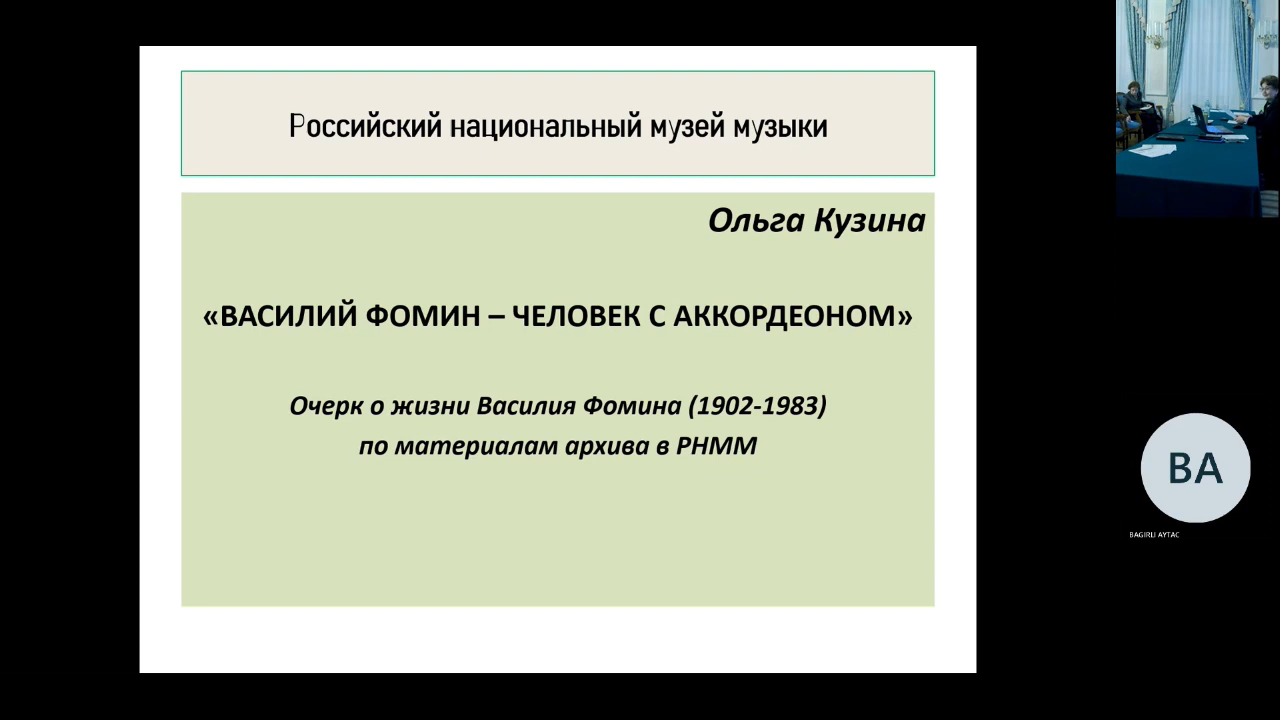 Российский национальный музей музыки
Ольга Кузина
«ВАСИЛИЙ ФОМИН – ЧЕЛОВЕК С АККОРДЕОНОМ»
Очерк о жизни Василия Фомина (1902-1983)
по материалам архива в РНММ
BA
BAGIRLI AYTAC